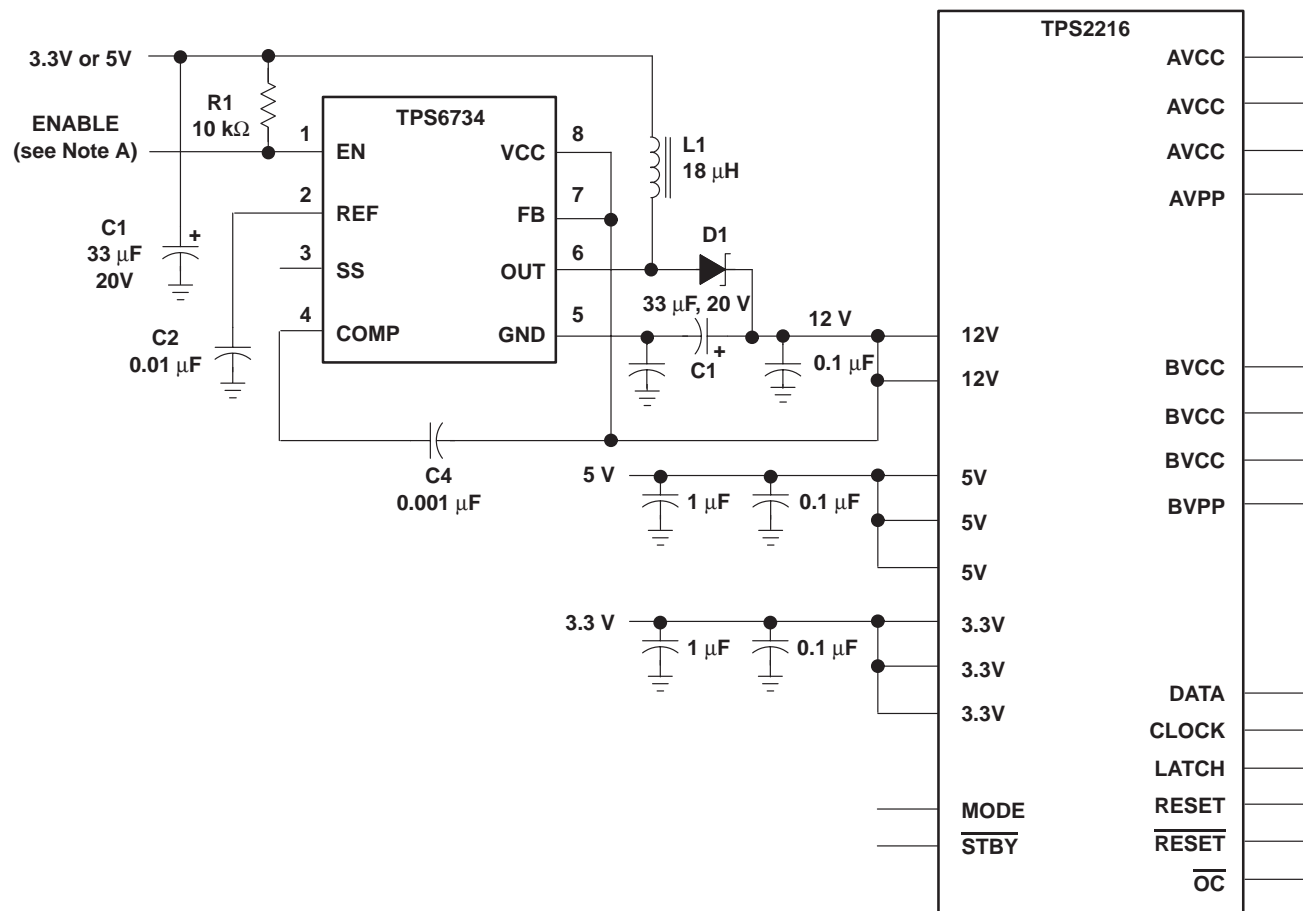 TPS2216
3.3V or 5V
ENABLE
(see Note A)
R1
10 kΩ
TPS6734
1
EN
2
REF
3
SS
4
COMP
8
VCC
7
FB
6
OUT
5
GND
L1
18 µH
D1
C1
33 µF
20V
+
C2
0.01 µF
33 µF, 20 V
C1
+
12 V
0.1 µF
C4
0.001 µF
5 V
1 µF
0.1 µF
3.3 V
1 µF
0.1 µF
12V
12V
5V
5V
5V
3.3V
3.3V
3.3V
MODE
STBY
AVCC
AVCC
AVCC
AVPP
BVCC
BVCC
BVCC
BVPP
DATA
CLOCK
LATCH
RESET
RESET
OC